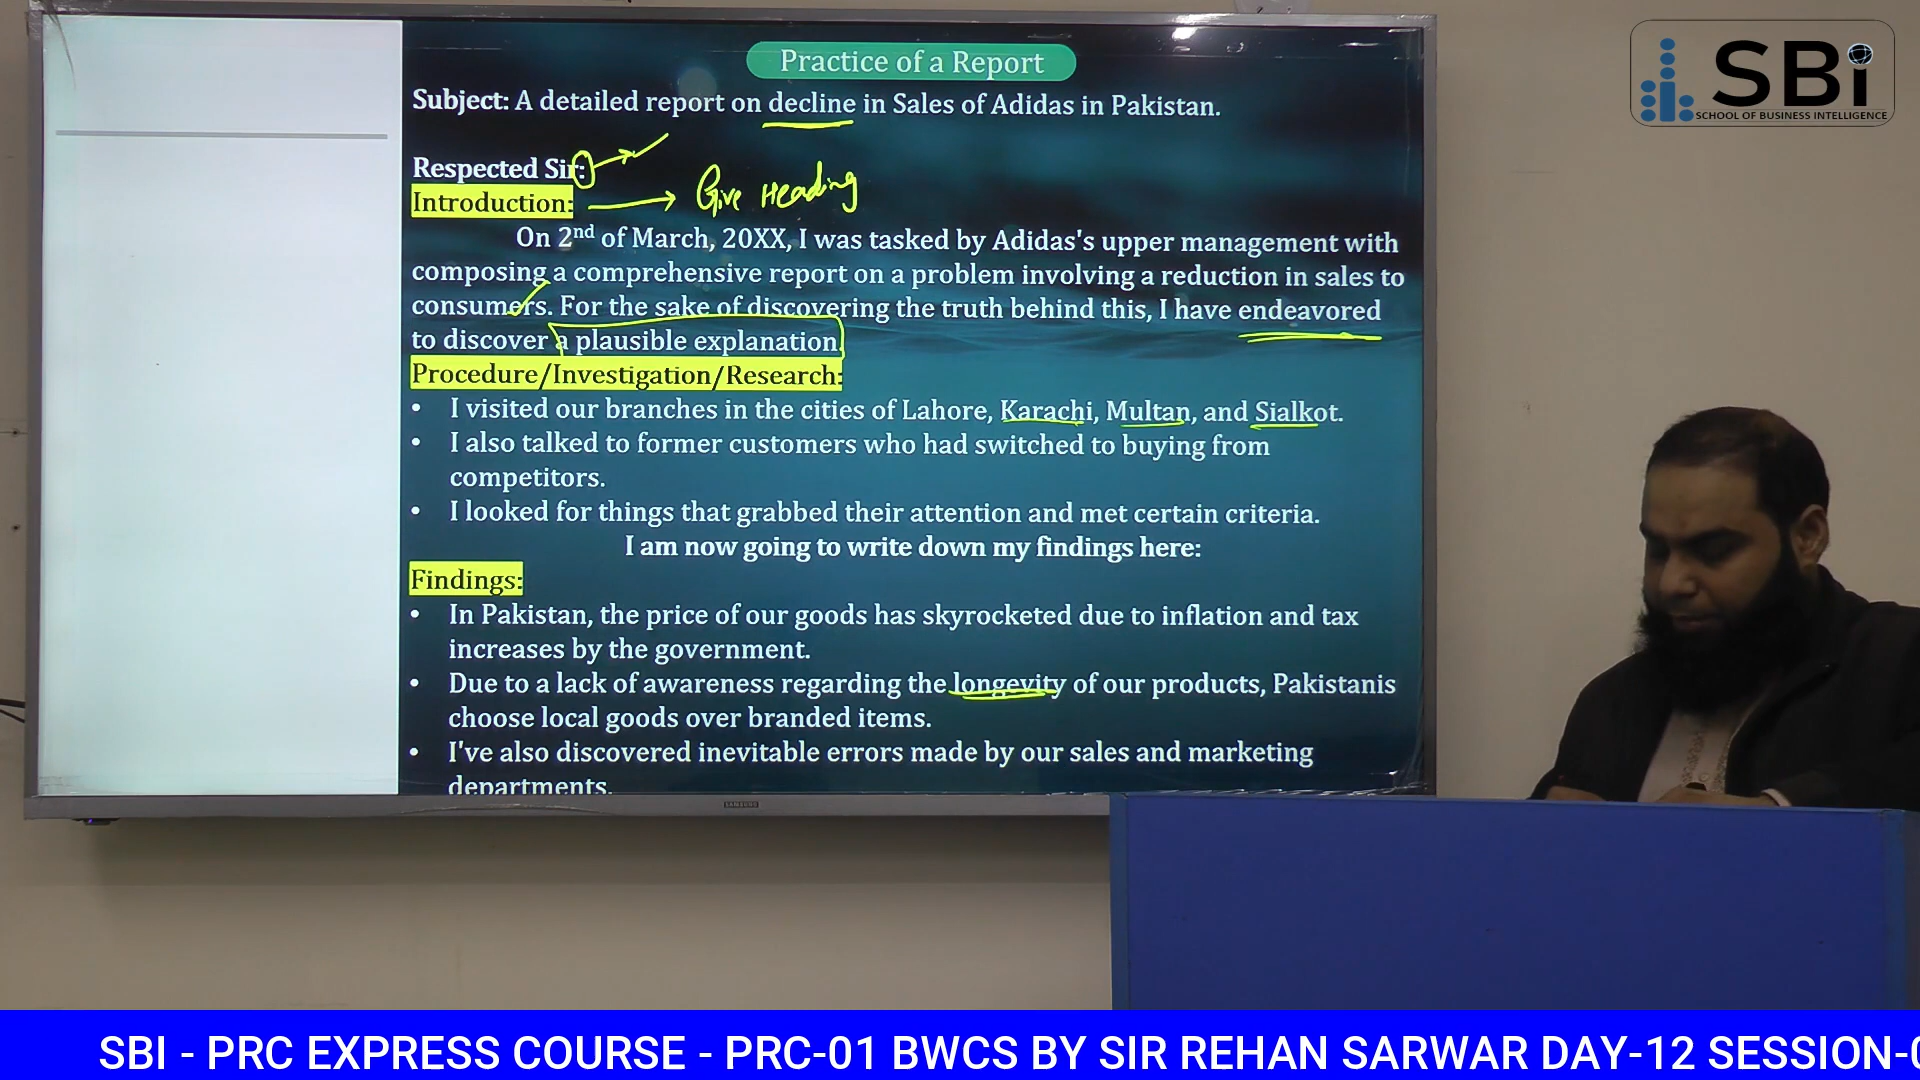 Practice of a Report
Subject: A detailed report on decline in Sales of Adidas in Pakistan.
SBi
SCHOOL OF BUSINESS INTELLIGENCE
Respected Sir:
Introduction:
Give Heading
On 2nd of March, 20XX, I was tasked by Adidas's upper management with
composing a comprehensive report on a problem involving a reduction in sales to
consumers. For the sake of discovering the truth behind this, I have endeavored
to discover a plausible explanation.
Procedure/Investigation/Research:
• I visited our branches in the cities of Lahore, Karachi, Multan, and Sialkot.
• I also talked to former customers who had switched to buying from
competitors.
• I looked for things that grabbed their attention and met certain criteria.
I am now going to write down my findings here:
Findings:
• In Pakistan, the price of our goods has skyrocketed due to inflation and tax
increases by the government.
• Due to a lack of awareness regarding the longevity of our products, Pakistanis
choose local goods over branded items.
• I've also discovered inevitable errors made by our sales and marketing
departments.
SAMSUNG
SBI - PRC EXPRESS COURSE - PRC-01 BWCS BY SIR REHAN SARWAR DAY-12 SESSION-0